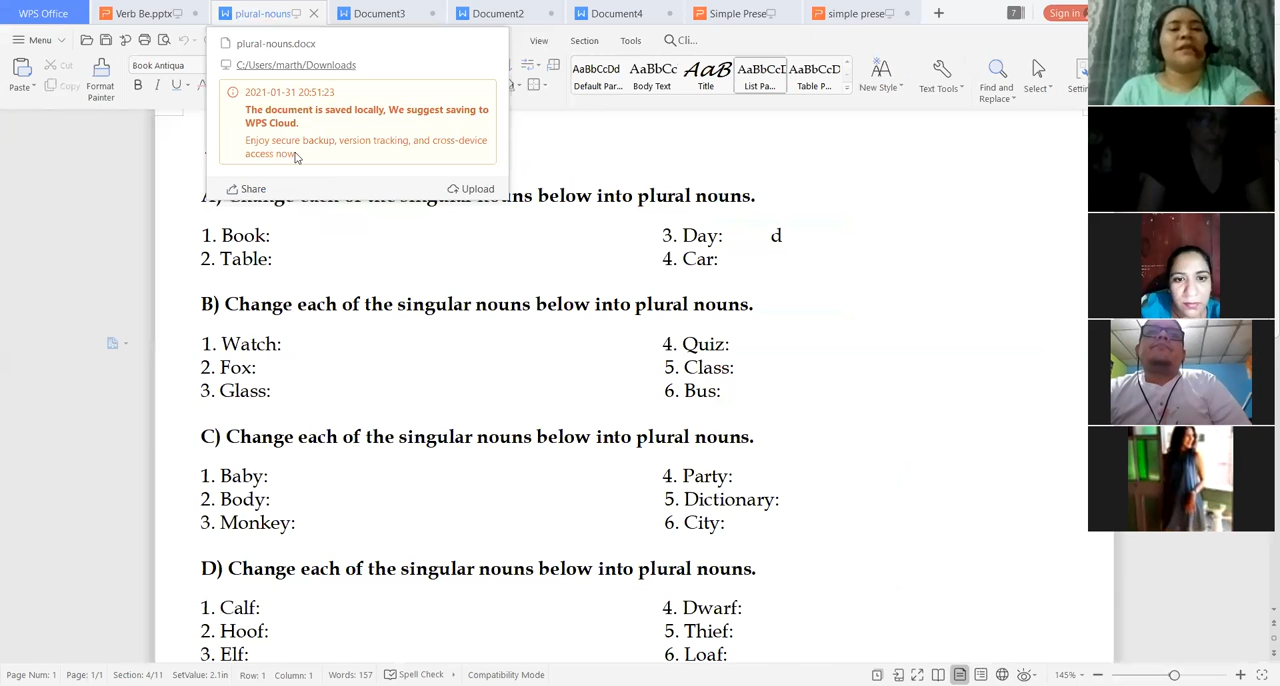 WPS Office Verb Be.pptx plural-nouns Document3 Document2 Document4 Simple Prese simple prese + 7 Sign in
Menu View Section Tools Cli...
plural-nouns.docx
C:/Users/marth/Downloads
Paste Cut Copy Format Painter Book Antiqua B I U
AaBbCcDd AaBbCc AaB AaBbCcD AaBbCcD
Default Par... Body Text Title List Pa... Table P... New Style Text Tools Find and Replace Select Settin
2021-01-31 20:51:23
The document is saved locally, We suggest saving to
WPS Cloud.
Enjoy secure backup, version tracking, and cross-device
access now
Share Upload
A) Change each of the singular nouns below into plural nouns.
1. Book: 3. Day: d
2. Table: 4. Car:
B) Change each of the singular nouns below into plural nouns.
1. Watch: 4. Quiz:
2. Fox: 5. Class:
3. Glass: 6. Bus:
C) Change each of the singular nouns below into plural nouns.
1. Baby: 4. Party:
2. Body: 5. Dictionary:
3. Monkey: 6. City:
D) Change each of the singular nouns below into plural nouns.
1. Calf: 4. Dwarf:
2. Hoof: 5. Thief:
3. Elf: 6. Loaf:
Page Num: 1 Page: 1/1 Section: 4/11 SetValue: 2.1in Row: 1 Column: 1 Words: 157 Spell Check Compatibility Mode 145%